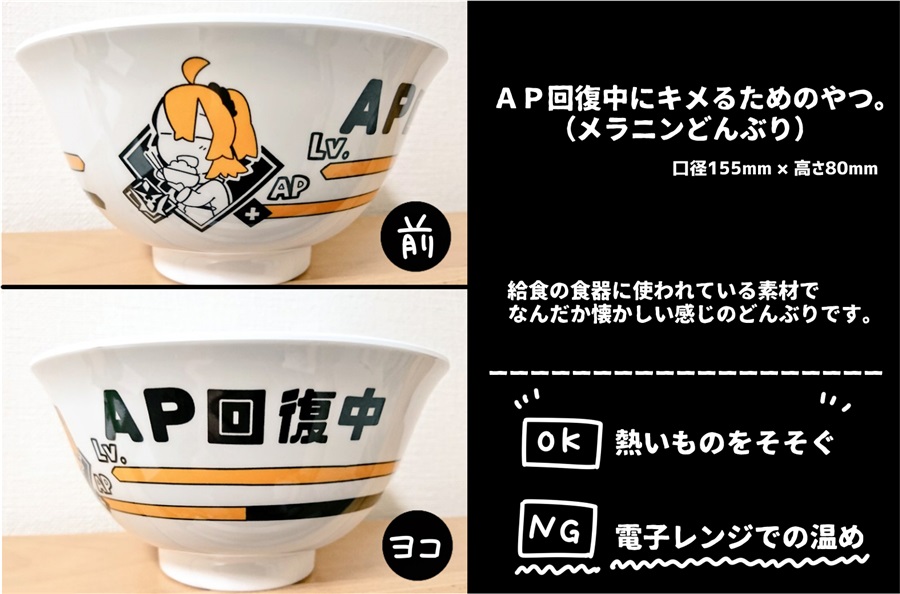 AP
Lv.
AP
前
AP回復中
Lv.
AP
ヨコ
AP回復中にキメるためのやつ。
（メラニンどんぶり）
口径155mm × 高さ80mm
給食の食器に使われている素材で
なんだか懐かしい感じのどんぶりです。
OK 熱いものをそそぐ
NG 電子レンジでの温め